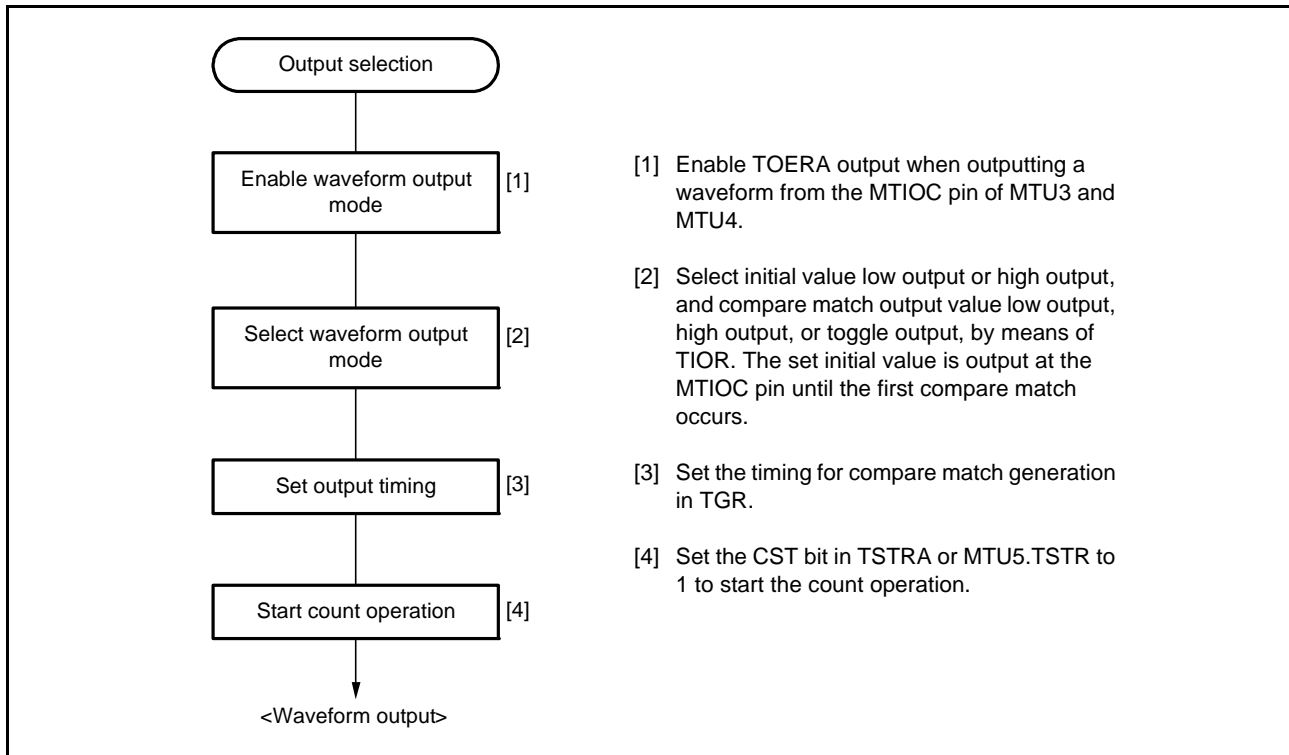 Output selection
Enable waveform output
mode
[1]
Select waveform output
mode
[2]
Set output timing
[3]
Start count operation
[4]
<Waveform output>
[1] Enable TOERA output when outputting a
waveform from the MTIOC pin of MTU3 and
MTU4.
[2] Select initial value low output or high output,
and compare match output value low output,
high output, or toggle output, by means of
TIOR. The set initial value is output at the
MTIOC pin until the first compare match
occurs.
[3] Set the timing for compare match generation
in TGR.
[4] Set the CST bit in TSTRA or MTU5.TSTR to
1 to start the count operation.